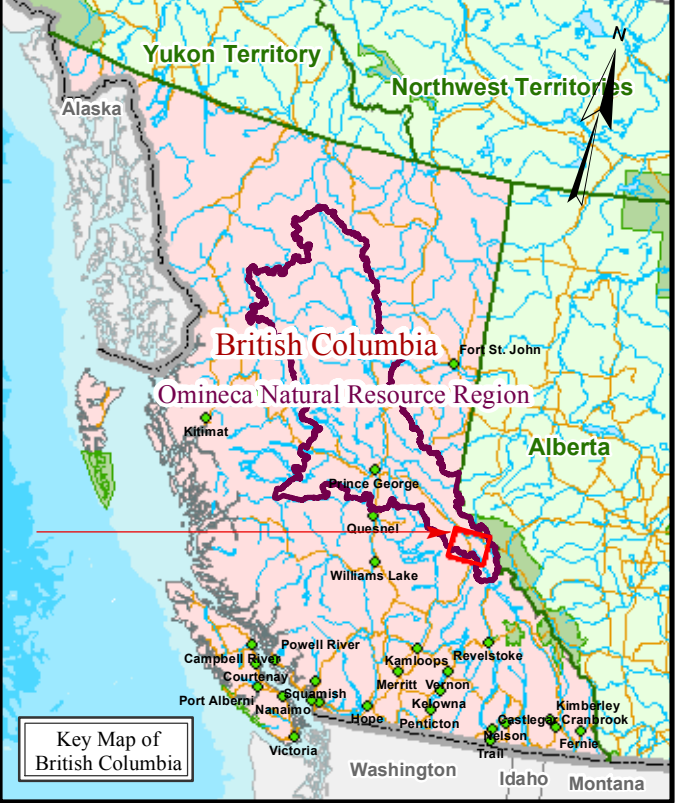 N
Yukon Territory
Northwest Territories
Alaska
British Columbia
Fort St. John
Omineca Natural Resource Region
Kitimat
Alberta
Prince George
Quesnel
Williams Lake
Powell River
Campbell River
Kamloops
Revelstoke
Courtenay
Merritt
Vernon
Squamish
Port Alberni
Nanaimo
Kelowna
Kimberley
Hope
Penticton
Castlegar
Cranbrook
Nelson
Fernie
Victoria
Trail
Key Map of
British Columbia
Washington
Idaho
Montana